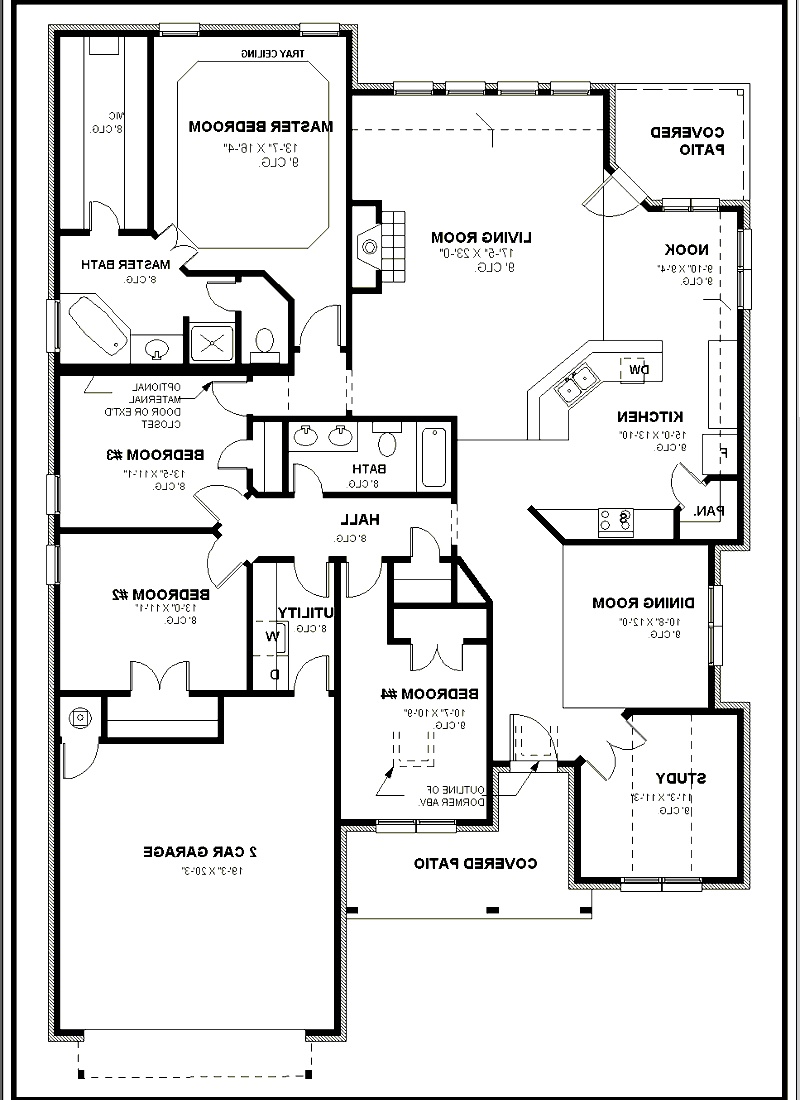 TRAY CEILING
MASTER BEDROOM
13'-7" X 16'-4"
9' CLG.
WIC
8' CLG.
COVERED
PATIO
LIVING ROOM
17'-5" X 23'-0"
9' CLG.
NOOK
9'-10" X 9'-4"
9' CLG.
MASTER BATH
8' CLG.
DW
OPTIONAL
MATERNAL
DOOR OR EXT'D
CLOSET
KITCHEN
15'-0" X 13'-10"
9' CLG.
F
BEDROOM #3
13'-5" X 11'-1"
8' CLG.
BATH
8' CLG.
PAN.
HALL
8' CLG.
BEDROOM #2
13'-0" X 11'-1"
8' CLG.
UTILITY
8' CLG.
W
D
DINING ROOM
10'-8" X 12'-0"
9' CLG.
BEDROOM #4
10'-7" X 10'-9"
9' CLG.
STUDY
11'-3" X 11'-3"
9' CLG.
OUTLINE OF
DORMER ABV.
2 CAR GARAGE
19'-3" X 20'-3"
COVERED PATIO